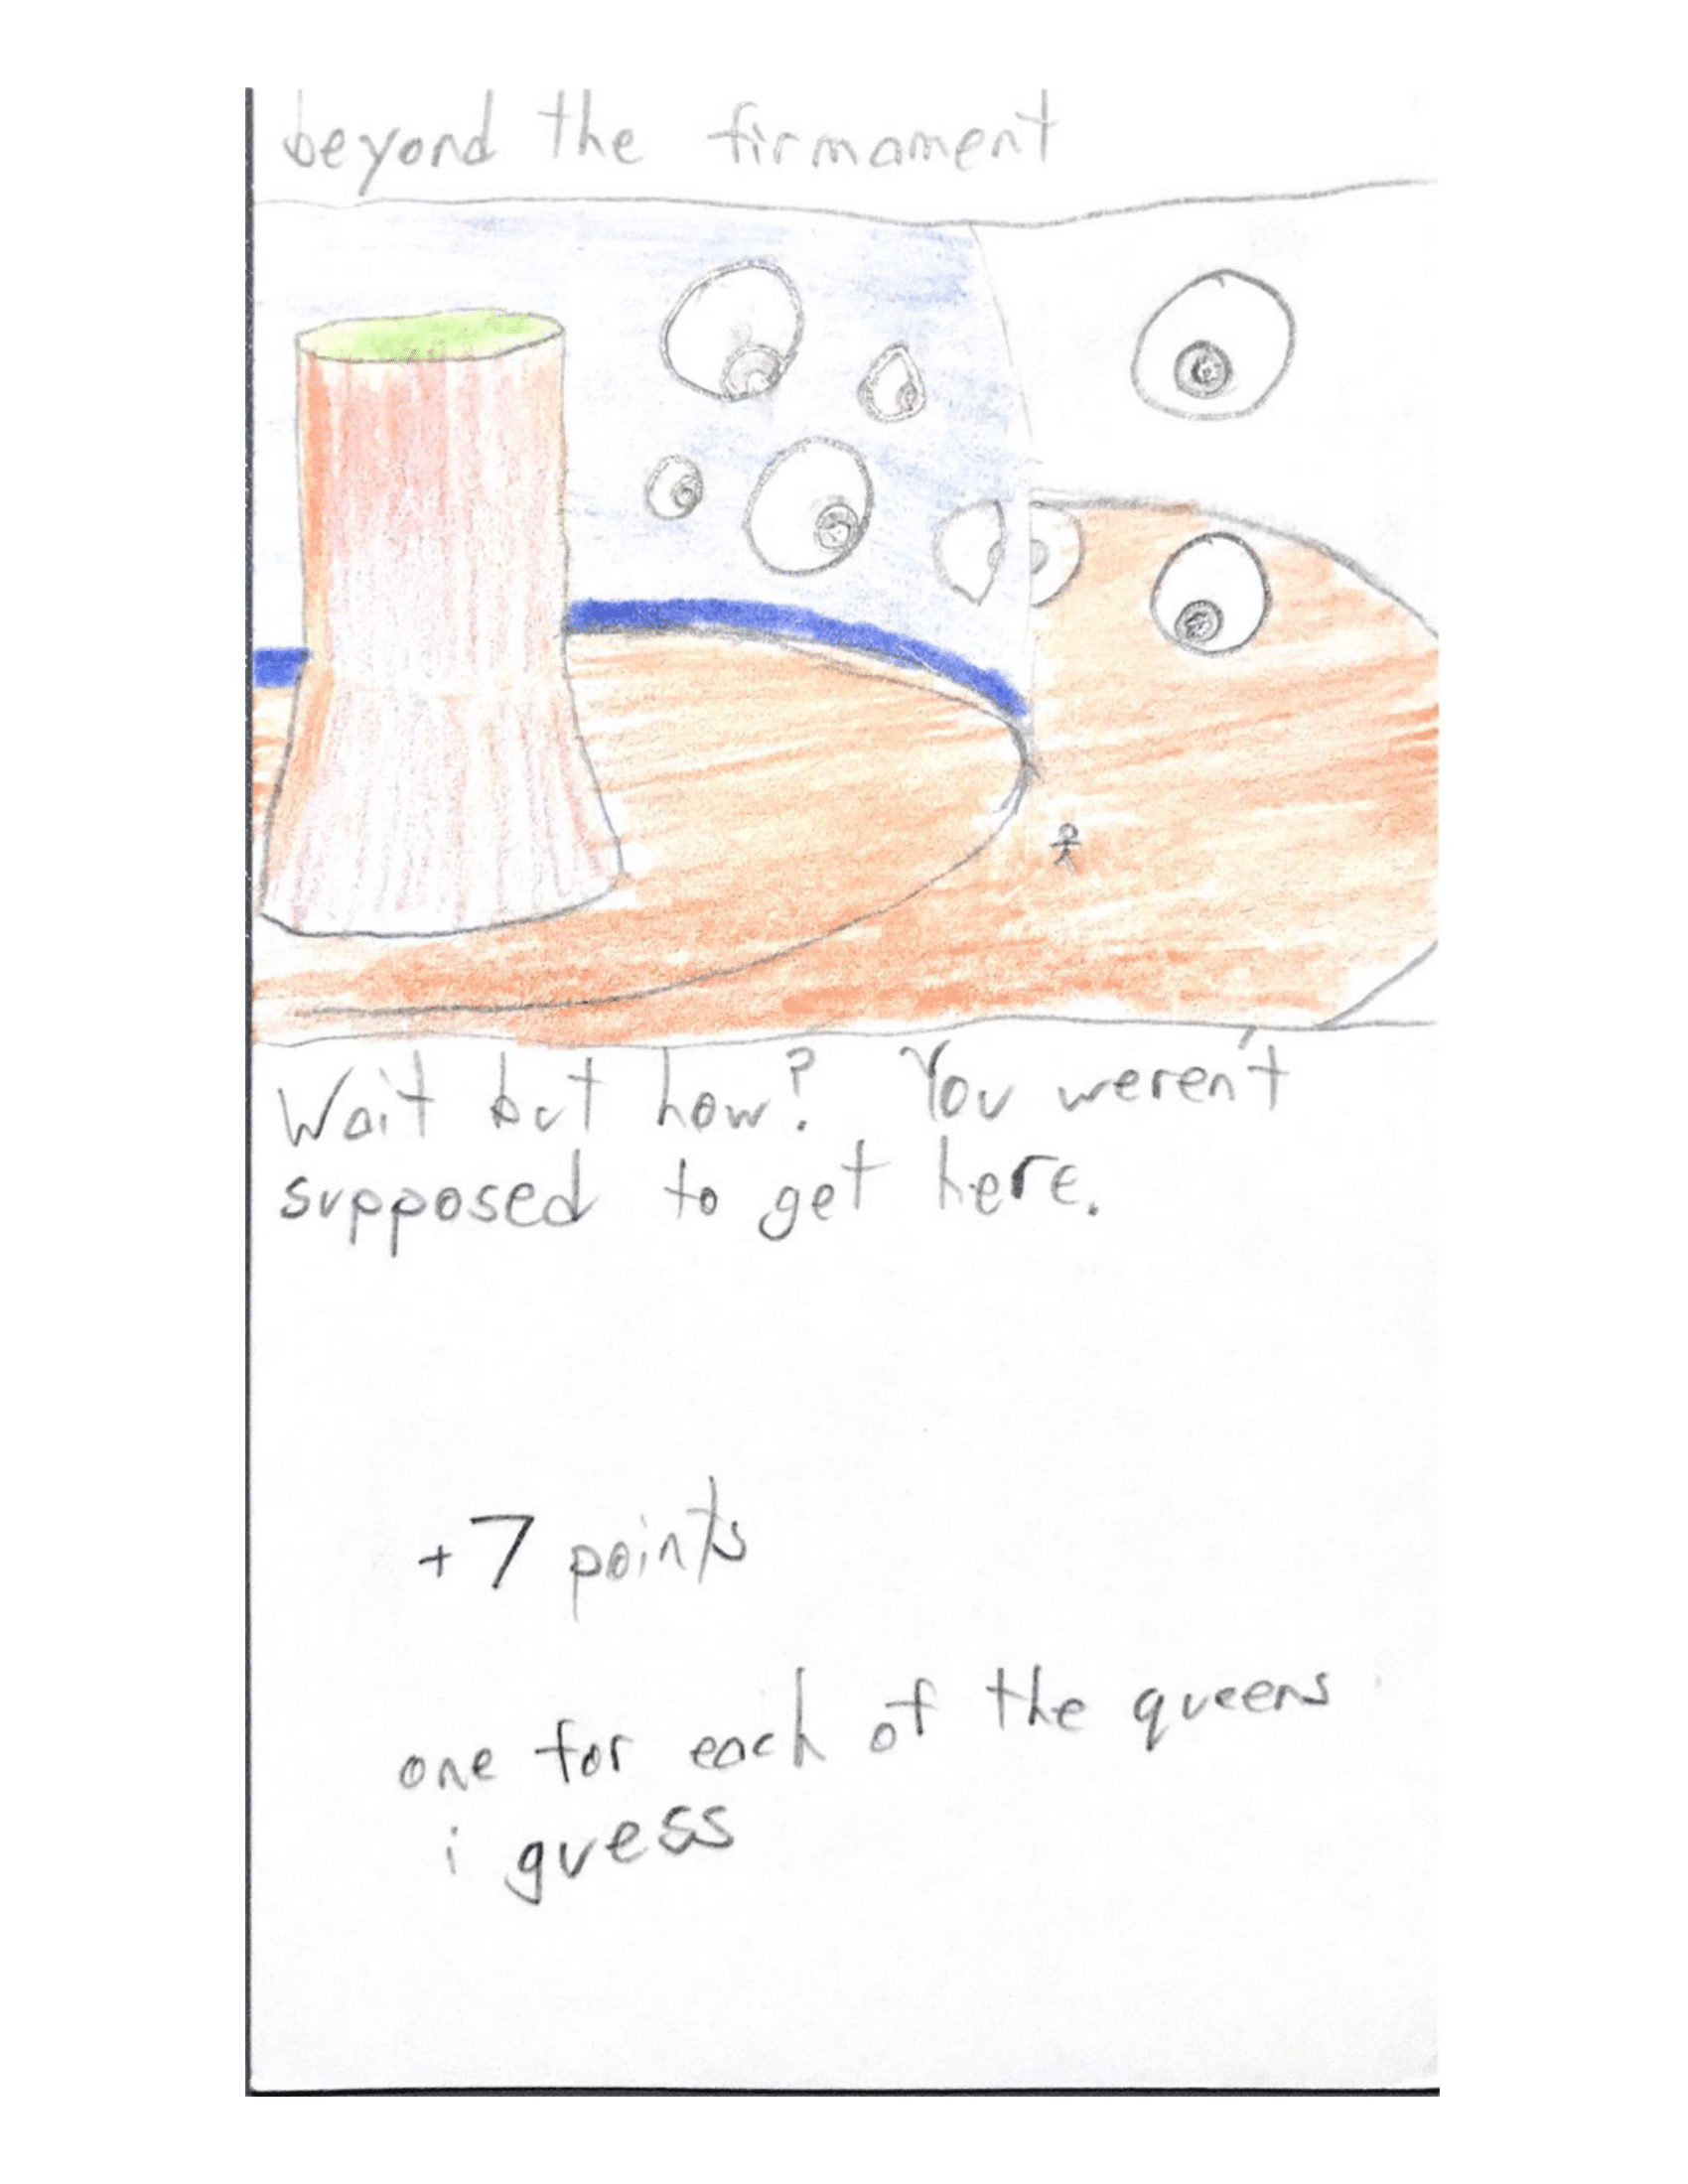 beyond the firmament
Wait but how? You weren't
supposed to get here.
+7 points
one for each of the queens
i guess